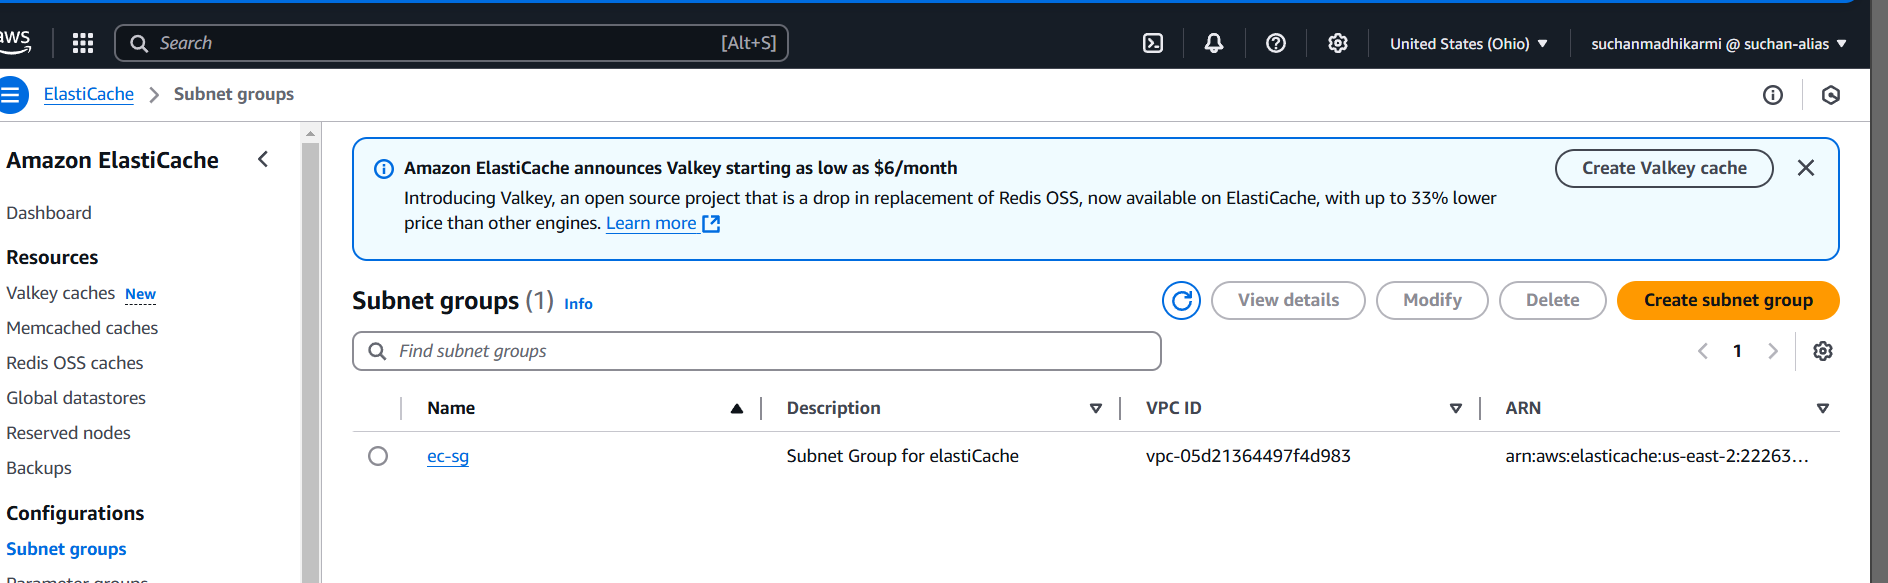 aws
Search [Alt+S]
United States (Ohio)
suchanmadhikarmi @ suchan-alias
ElastiCache
Subnet groups
Amazon ElastiCache
Dashboard
Resources
Valkey caches New
Memcached caches
Redis OSS caches
Global datastores
Reserved nodes
Backups
Configurations
Subnet groups
Parameter groups
Amazon ElastiCache announces Valkey starting as low as $6/month
Introducing Valkey, an open source project that is a drop in replacement of Redis OSS, now available on ElastiCache, with up to 33% lower
price than other engines. Learn more
Create Valkey cache
Subnet groups (1) Info
View details
Modify
Delete
Create subnet group
Find subnet groups
1
Name Description VPC ID ARN
ec-sg Subnet Group for elastiCache vpc-05d21364497f4d983 arn:aws:elasticache:us-east-2:22263...